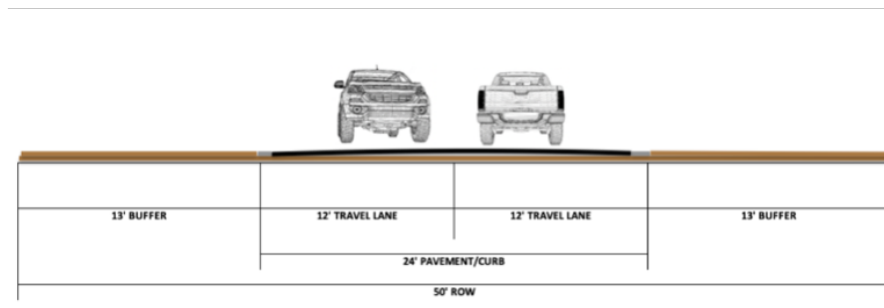 13' BUFFER
12' TRAVEL LANE
12' TRAVEL LANE
13' BUFFER
24' PAVEMENT/CURB
50' ROW